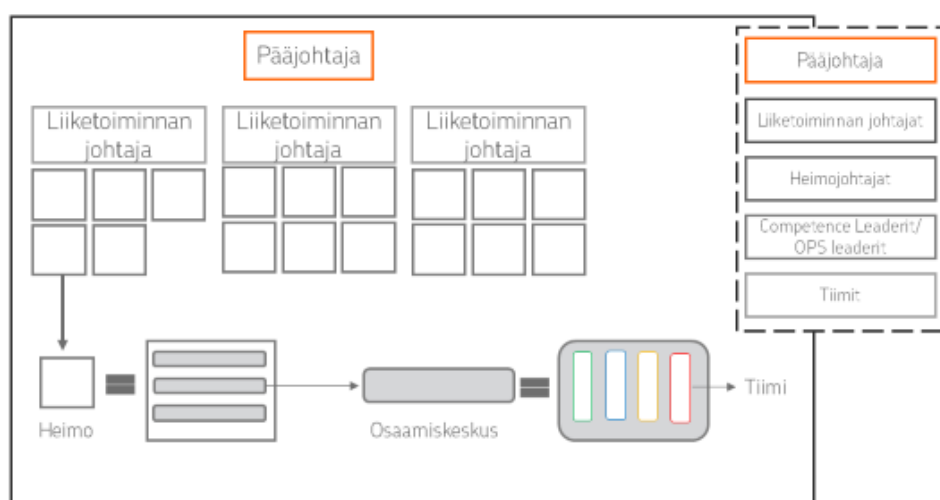 Pääjohtaja
Liiketoiminnan
johtaja
Liiketoiminnan
johtaja
Liiketoiminnan
johtaja
Heimo
Osaamiskeskus
Tiimi
Pääjohtaja
Liiketoiminnan johtajat
Heimojohtajat
Competence Leaderit/
OPS leaderit
Tiimit